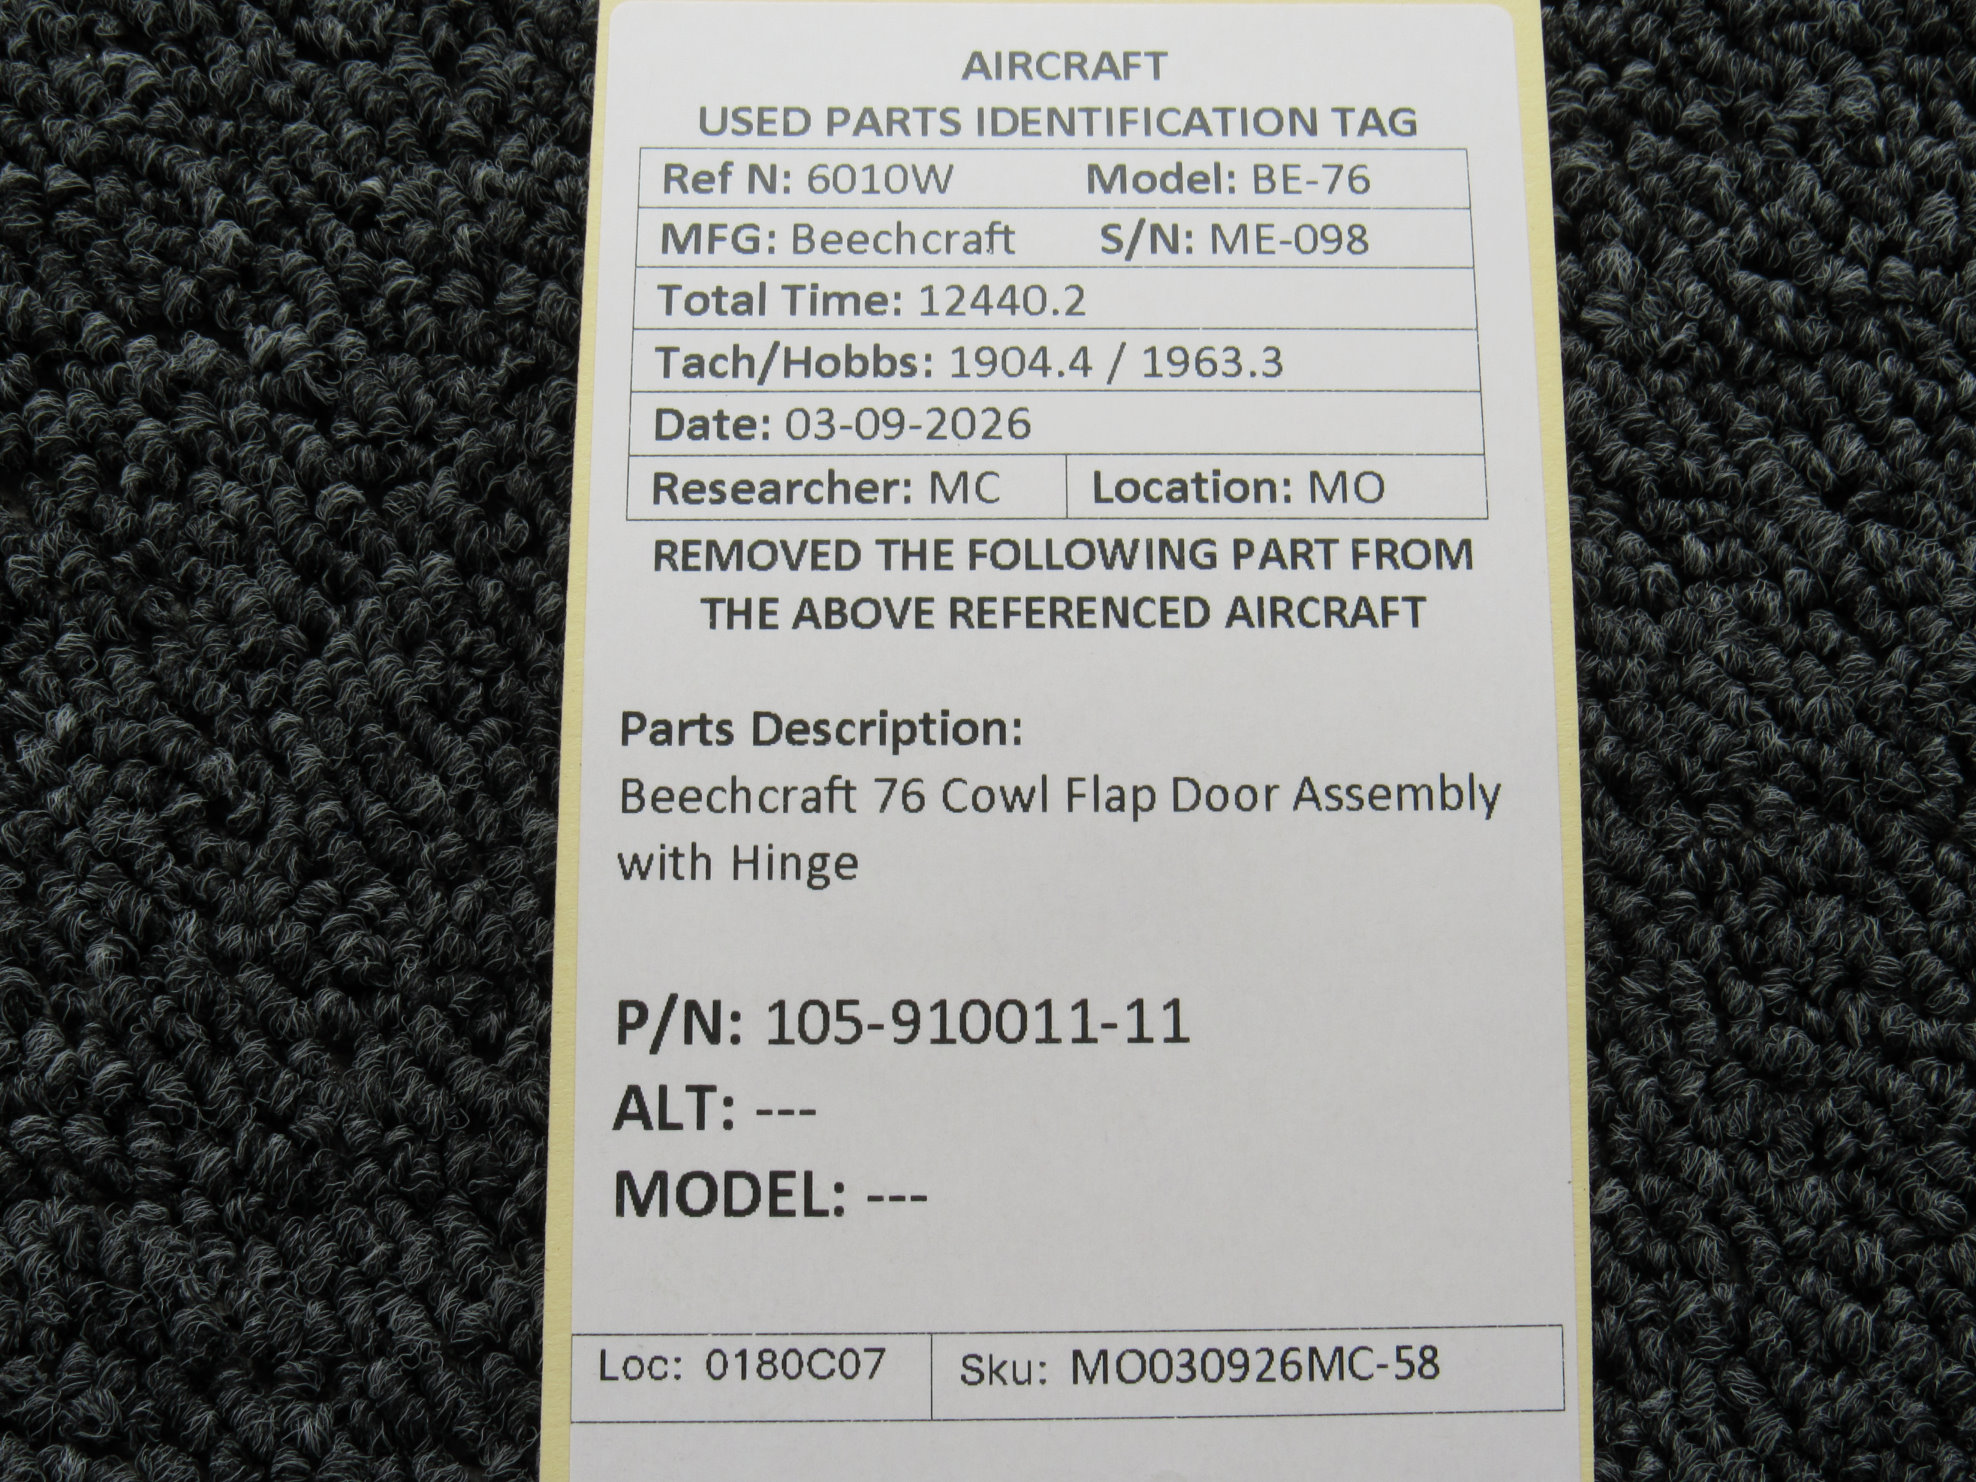 AIRCRAFT
USED PARTS IDENTIFICATION TAG
Ref N: 6010W Model: BE-76
MFG: Beechcraft S/N: ME-098
Total Time: 12440.2
Tach/Hobbs: 1904.4 / 1963.3
Date: 03-09-2026
Researcher: MC Location: MO
REMOVED THE FOLLOWING PART FROM
THE ABOVE REFERENCED AIRCRAFT
Parts Description:
Beechcraft 76 Cowl Flap Door Assembly
with Hinge
P/N: 105-910011-11
ALT: ---
MODEL: ---
Loc: 0180C07 Sku: MO030926MC-58